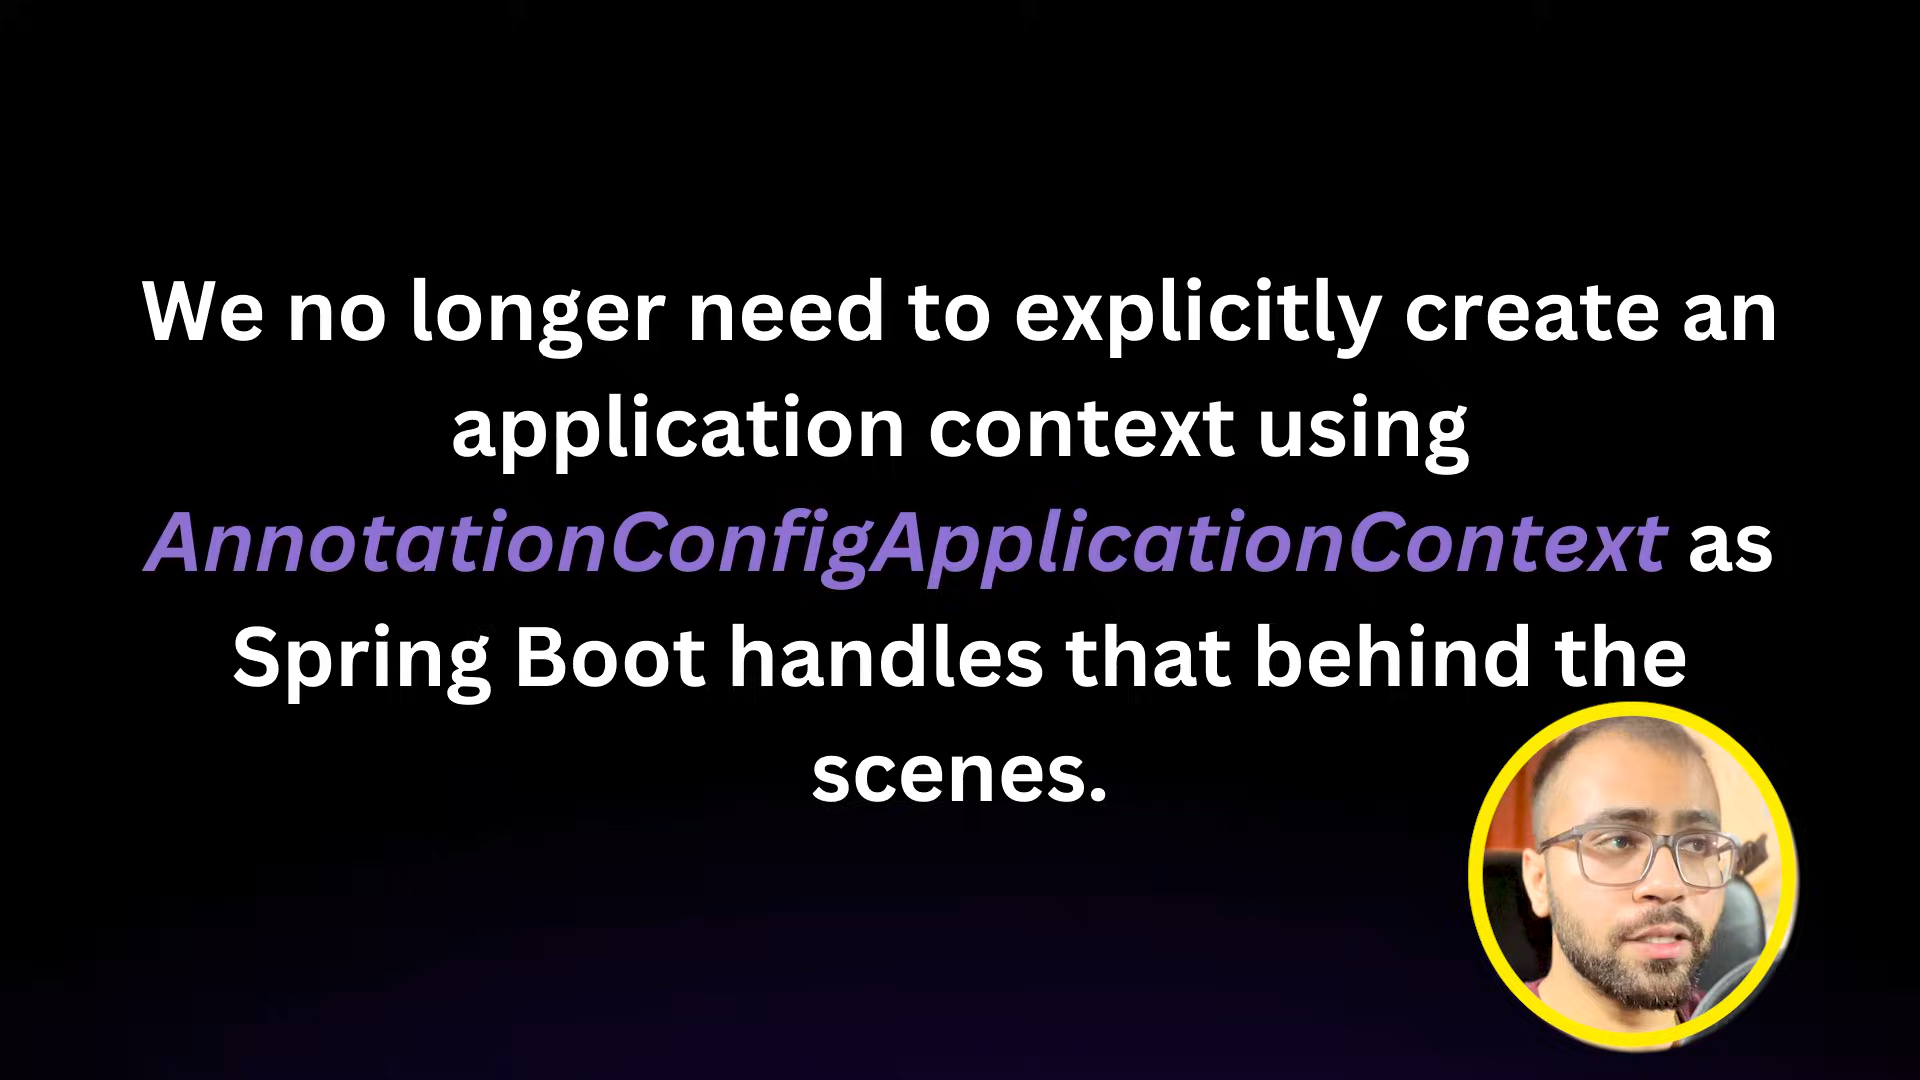 We no longer need to explicitly create an
application context using
AnnotationConfigApplicationContext as
Spring Boot handles that behind the
scenes.